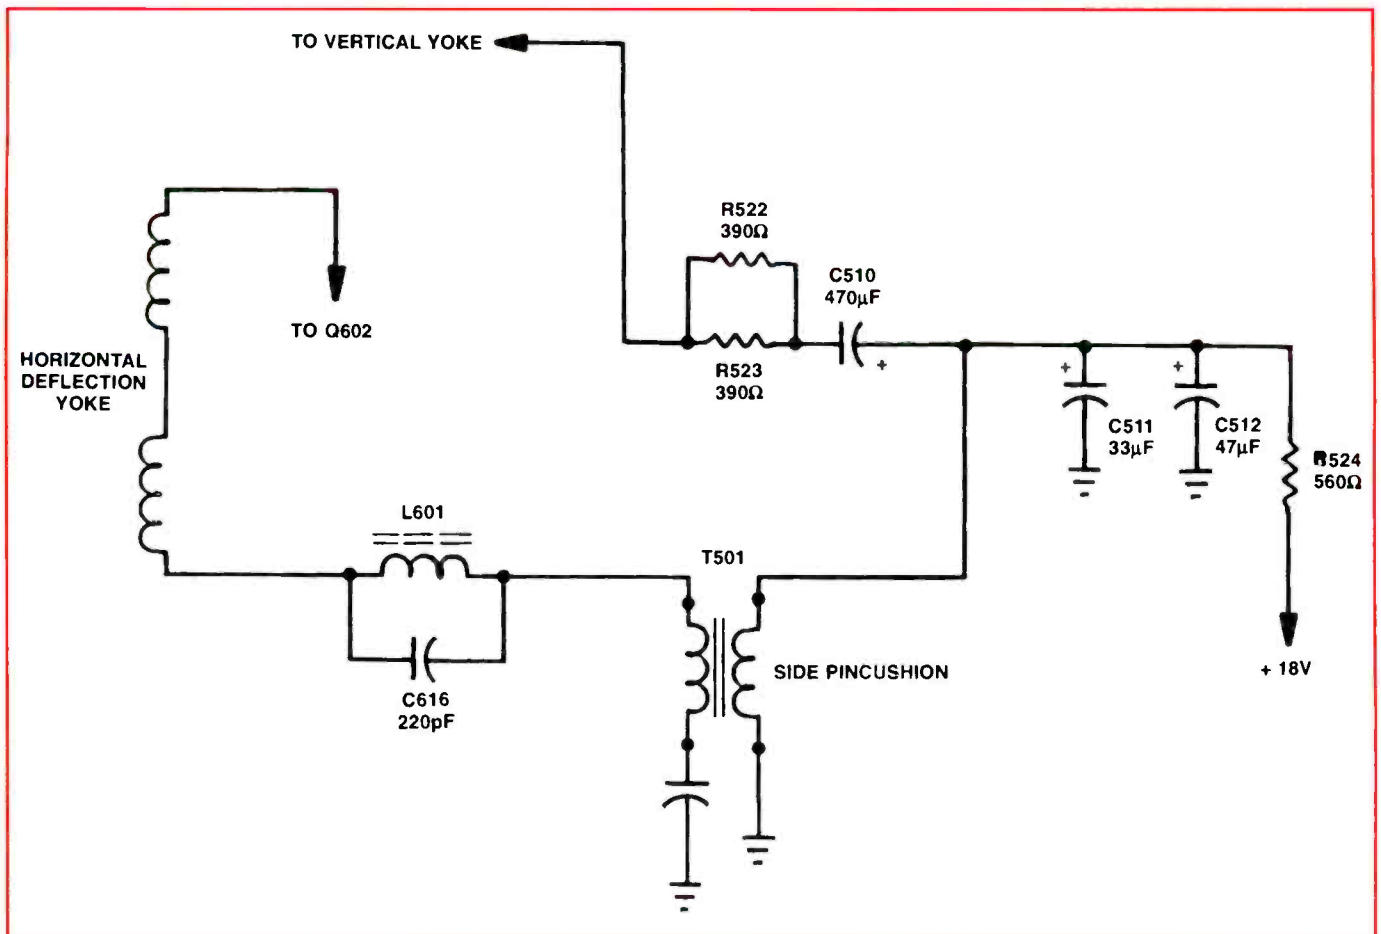 TO VERTICAL YOKE
R522
390Ω
C510
470µF
TO Q602
HORIZONTAL
DEFLECTION
YOKE
R523
390Ω
+
+
+
C511
33µF
C512
47µF
R524
560Ω
L601
T501
SIDE PINCUSHION
+ 18V
C616
220pF